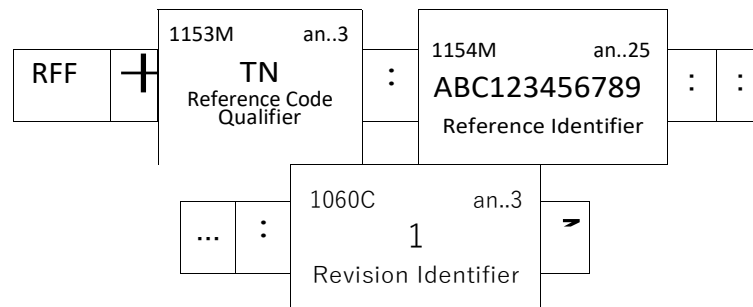 RFF + 1153M an..3 TN Reference Code Qualifier : 1154M an..25 ABC123456789 Reference Identifier : :
... : 1060C an..3 1 Revision Identifier ’